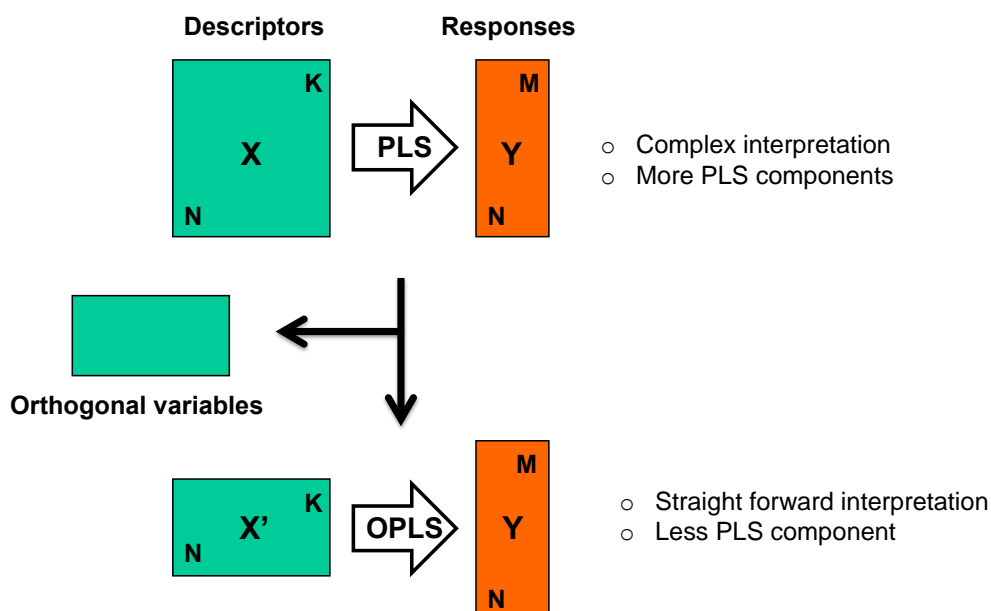 Descriptors
Responses
K
X
N
PLS
M
Y
N
o Complex interpretation
o More PLS components
Orthogonal variables
K
X’
N
OPLS
M
Y
N
o Straight forward interpretation
o Less PLS component